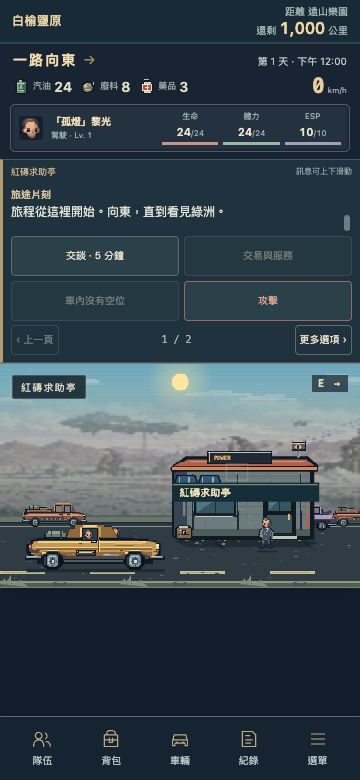 白榆鹽原
距離 遠山樂園
還剩 1,000 公里
一路向東 →
第 1 天 · 下午 12:00
汽油 24 廢料 8 藥品 3
0 km/h
「孤燈」黎光
駕駛 · Lv. 1
生命 體力 ESP
24/24 24/24 10/10
紅磚求助亭
訊息可上下滑動
旅途片刻
旅程從這裡開始。向東，直到看見綠洲。
交談 · 5 分鐘
交易與服務
車內沒有空位
攻擊
‹ 上一頁
1 / 2
更多選項 ›
紅磚求助亭
E →
POWER
紅磚求助亭
隊伍 背包 車輛 紀錄 選單